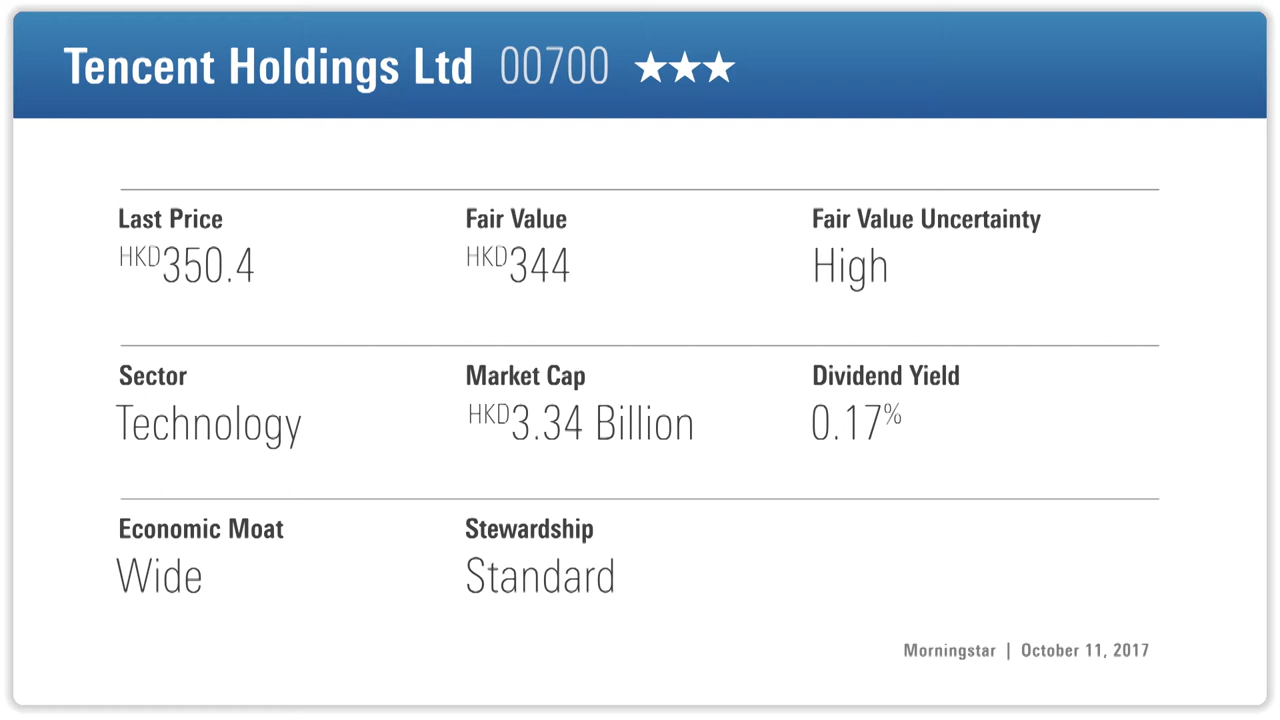 Tencent Holdings Ltd 00700 ★★★
Last Price Fair Value Fair Value Uncertainty
HKD350.4 HKD344 High
Sector Market Cap Dividend Yield
Technology HKD3.34 Billion 0.17%
Economic Moat Stewardship
Wide Standard
Morningstar | October 11, 2017